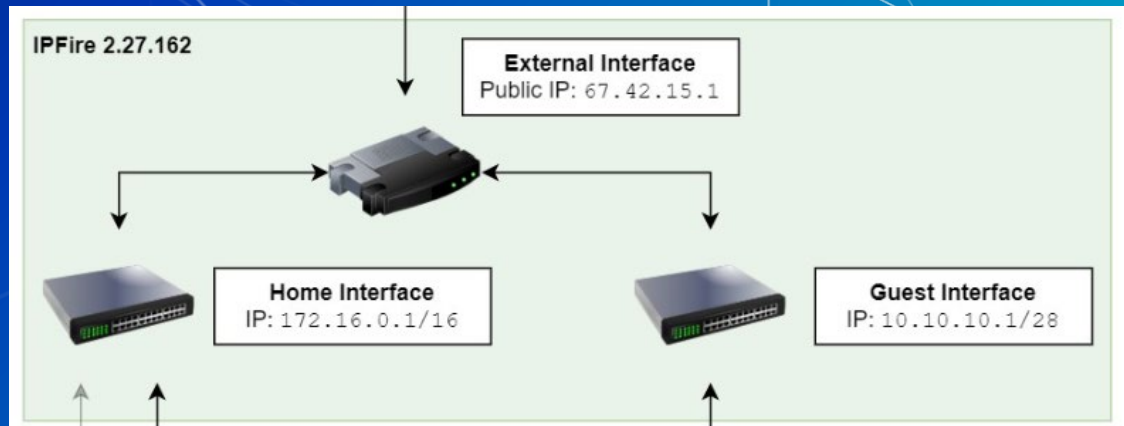 IPFire 2.27.162
External Interface
Public IP: 67.42.15.1
Home Interface
IP: 172.16.0.1/16
Guest Interface
IP: 10.10.10.1/28